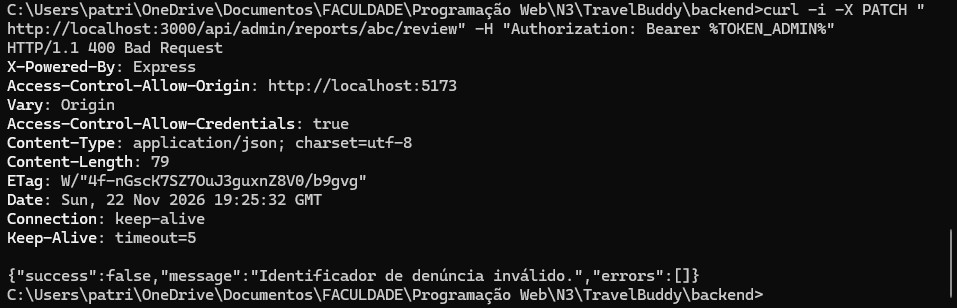 C:\Users\patri\OneDrive\Documentos\FACULDADE\Programação Web\N3\TravelBuddy\backend>curl -i -X PATCH "
http://localhost:3000/api/admin/reports/abc/review" -H "Authorization: Bearer %TOKEN_ADMIN%"
HTTP/1.1 400 Bad Request
X-Powered-By: Express
Access-Control-Allow-Origin: http://localhost:5173
Vary: Origin
Access-Control-Allow-Credentials: true
Content-Type: application/json; charset=utf-8
Content-Length: 79
ETag: W/"4f-nGscK7SZ7OuJ3guxnZ8V0/b9gvg"
Date: Sun, 22 Nov 2026 19:25:32 GMT
Connection: keep-alive
Keep-Alive: timeout=5

{"success":false,"message":"Identificador de denúncia inválido.","errors":[]}
C:\Users\patri\OneDrive\Documentos\FACULDADE\Programação Web\N3\TravelBuddy\backend>